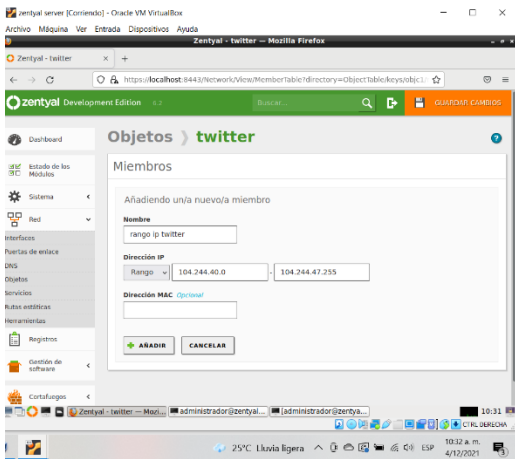 zentyal server [Corriendo] - Oracle VM VirtualBox
Archivo Máquina Ver Entrada Dispositivos Ayuda
Zentyal - twitter — Mozilla Firefox
Zentyal - twitter
https://localhost:8443/Network/View/MemberTable?directory=ObjectTable/keys/objc1/
zentyal Development Edition 6.2
Buscar...
GUARDAR CAMBIOS
Dashboard
Estado de los Módulos
Sistema
Red
Interfaces
Puertas de enlace
DNS
Objetos
Servicios
Rutas estáticas
Herramientas
Registros
Gestión de software
Cortafuegos
Objetos twitter
Miembros
Añadiendo un/a nuevo/a miembro
Nombre
rango ip twitter
Dirección IP
Rango 104.244.40.0 - 104.244.47.255
Dirección MAC Opcional
AÑADIR CANCELAR
Zentyal - twitter — Mozi... administrador@zentyal... [administrador@zentya... 10:31
CTRL DERECHA
25°C Lluvia ligera ESP 10:32 a. m.
4/12/2021